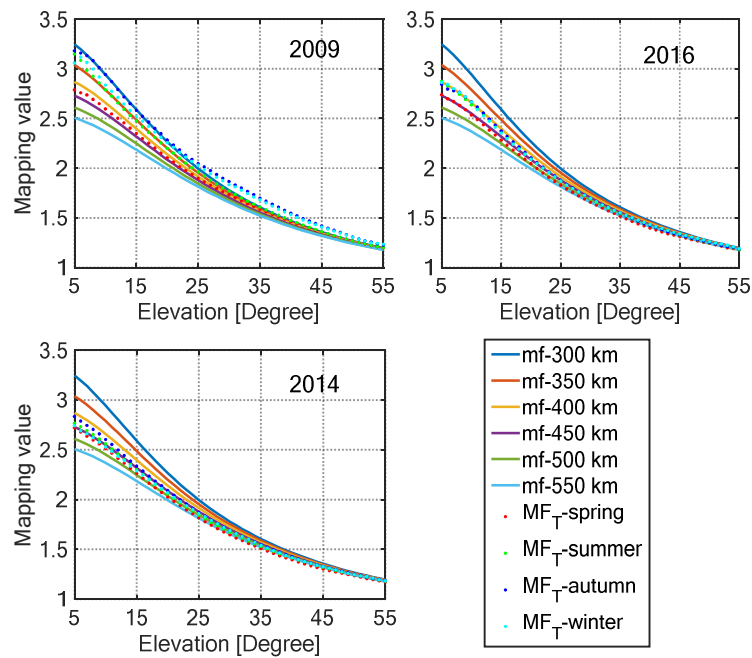 3.5
3
2.5
2
1.5
1
Mapping value
2009
5 15 25 35 45 55
Elevation [Degree]
3.5
3
2.5
2
1.5
1
2016
5 15 25 35 45 55
Elevation [Degree]
3.5
3
2.5
2
1.5
1
Mapping value
2014
5 15 25 35 45 55
Elevation [Degree]
mf-300 km
mf-350 km
mf-400 km
mf-450 km
mf-500 km
mf-550 km
MF_T-spring
MF_T-summer
MF_T-autumn
MF_T-winter